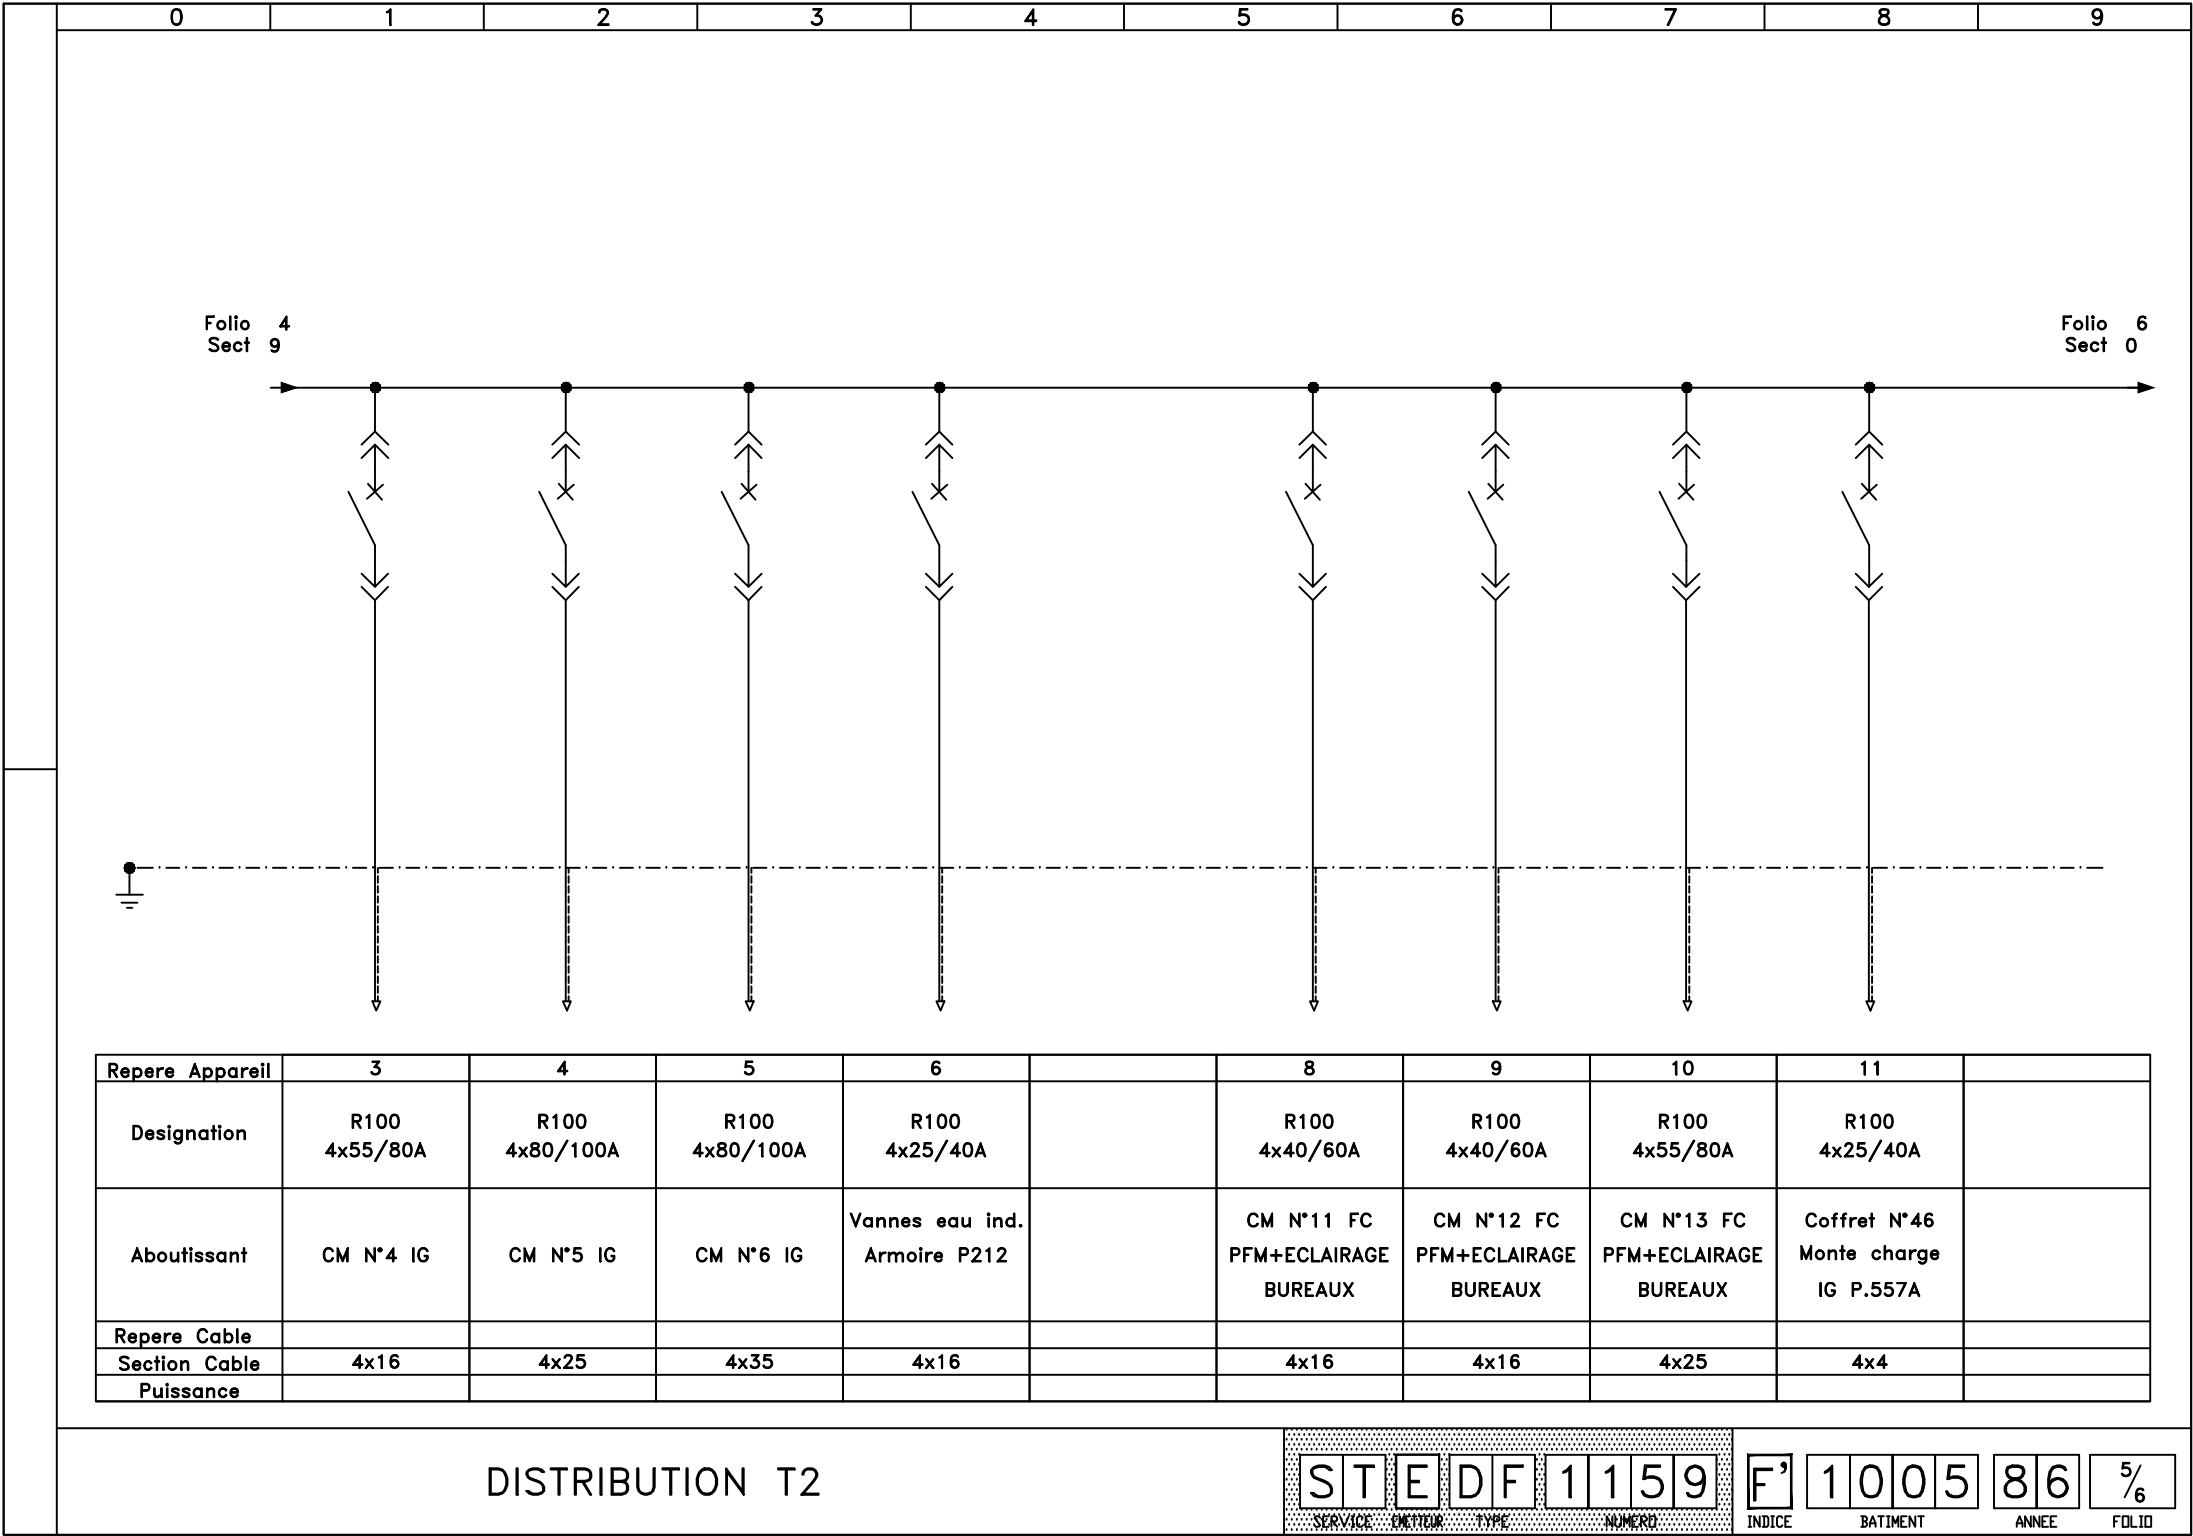 0 1 2 3 4 5 6 7 8 9
Folio 4
Sect 9
Folio 6
Sect 0
Repere Appareil 3 4 5 6 8 9 10 11
Designation
R100 R100 R100 R100 R100 R100 R100 R100
4x55/80A 4x80/100A 4x80/100A 4x25/40A 4x40/60A 4x40/60A 4x55/80A 4x25/40A
Aboutissant
CM N°4 IG
CM N°5 IG
CM N°6 IG
Vannes eau ind.
Armoire P212
CM N°11 FC
PFM+ECLAIRAGE
BUREAUX
CM N°12 FC
PFM+ECLAIRAGE
BUREAUX
CM N°13 FC
PFM+ECLAIRAGE
BUREAUX
Coffret N°46
Monte charge
IG P.557A
Repere Cable
Section Cable 4x16 4x25 4x35 4x16 4x16 4x16 4x25 4x4
Puissance
DISTRIBUTION T2
S T E D F 1 1 5 9 F' 1 0 0 5 8 6 5/6
SERVICE EMETTEUR TYPE NUMERO INDICE BATIMENT ANNEE FOLIO